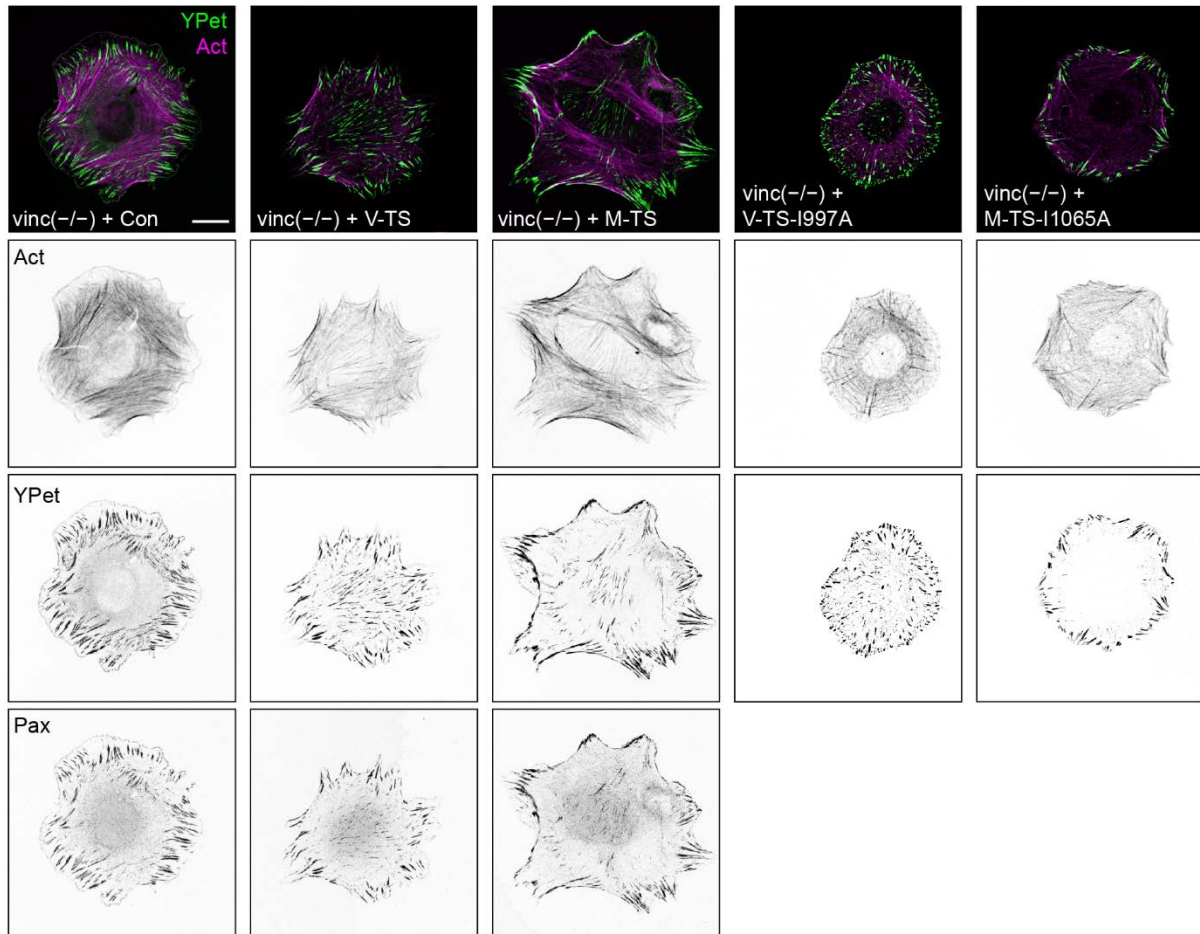 YPet
Act
vinc(−/−) + Con
vinc(−/−) + V-TS
vinc(−/−) + M-TS
vinc(−/−) +
V-TS-I997A
vinc(−/−) +
M-TS-I1065A
Act
YPet
Pax